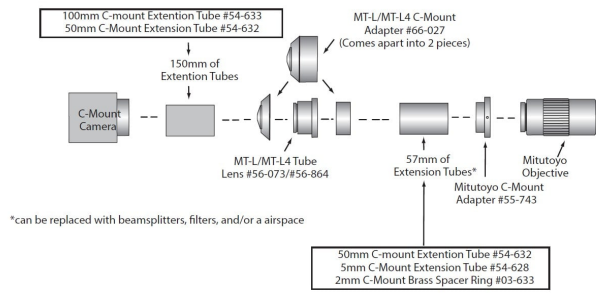 100mm C-mount Extention Tube #54-633
50mm C-mount Extension Tube #54-632
MT-L/MT-L4 C-Mount
Adapter #66-027
(Comes apart into 2 pieces)
150mm of
Extention Tubes
C-Mount
Camera
MT-L/MT-L4 Tube
Lens #56-073/#56-864
57mm of
Extension Tubes*
Mitutoyo
Objective
Mitutoyo C-Mount
Adapter #55-743
*can be replaced with beamsplitters, filters, and/or a airspace
50mm C-mount Extention Tube #54-632
5mm C-Mount Extension Tube #54-628
2mm C-Mount Brass Spacer Ring #03-633